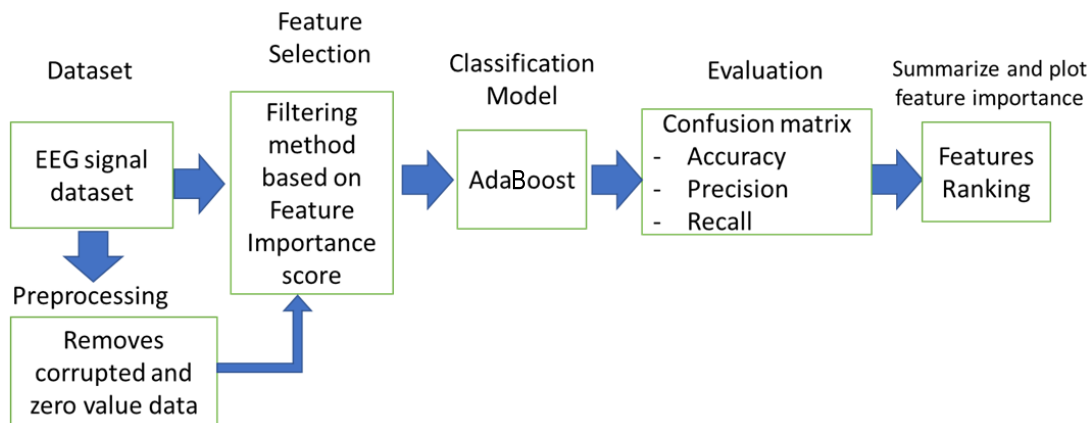 Dataset
EEG signal
dataset
Preprocessing
Removes
corrupted and
zero value data
Feature
Selection
Filtering
method
based on
Feature
Importance
score
Classification
Model
AdaBoost
Evaluation
Confusion matrix
- Accuracy
- Precision
- Recall
Summarize and plot
feature importance
Features
Ranking